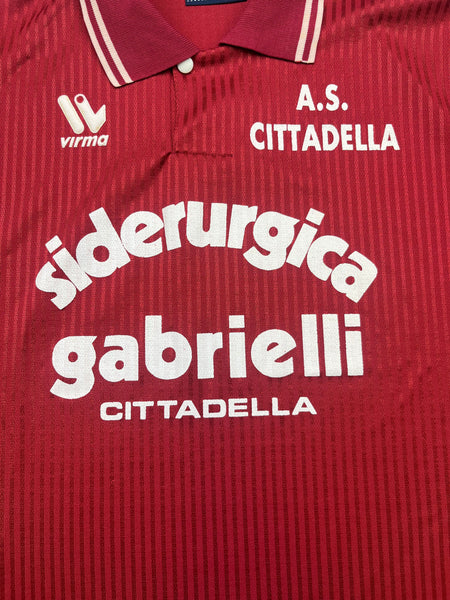 virma
A.S.
CITTADELLA
siderurgica
gabrielli
CITTADELLA